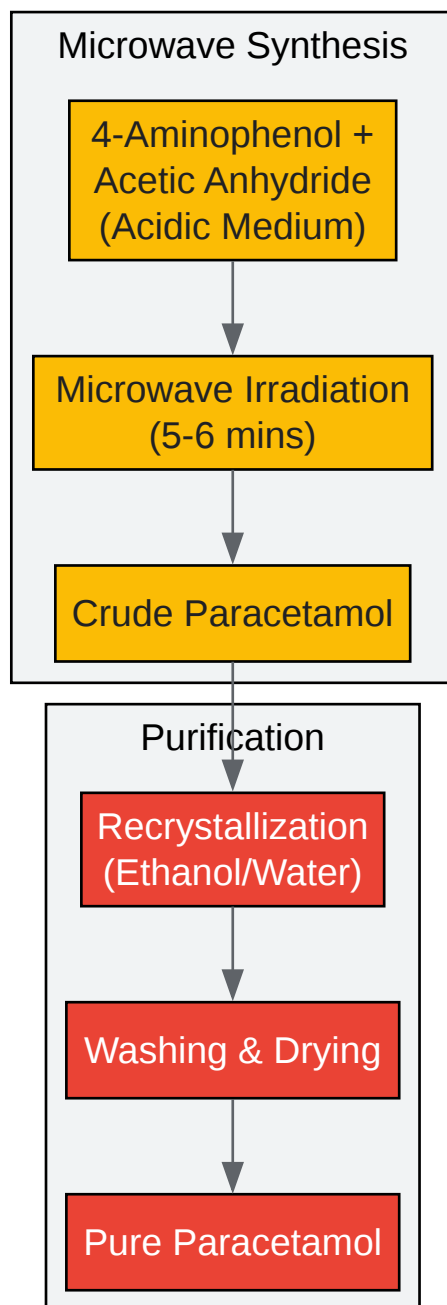 Microwave Synthesis
4-Aminophenol +
Acetic Anhydride
(Acidic Medium)
Microwave Irradiation
(5-6 mins)
Crude Paracetamol
Purification
Recrystallization
(Ethanol/Water)
Washing & Drying
Pure Paracetamol